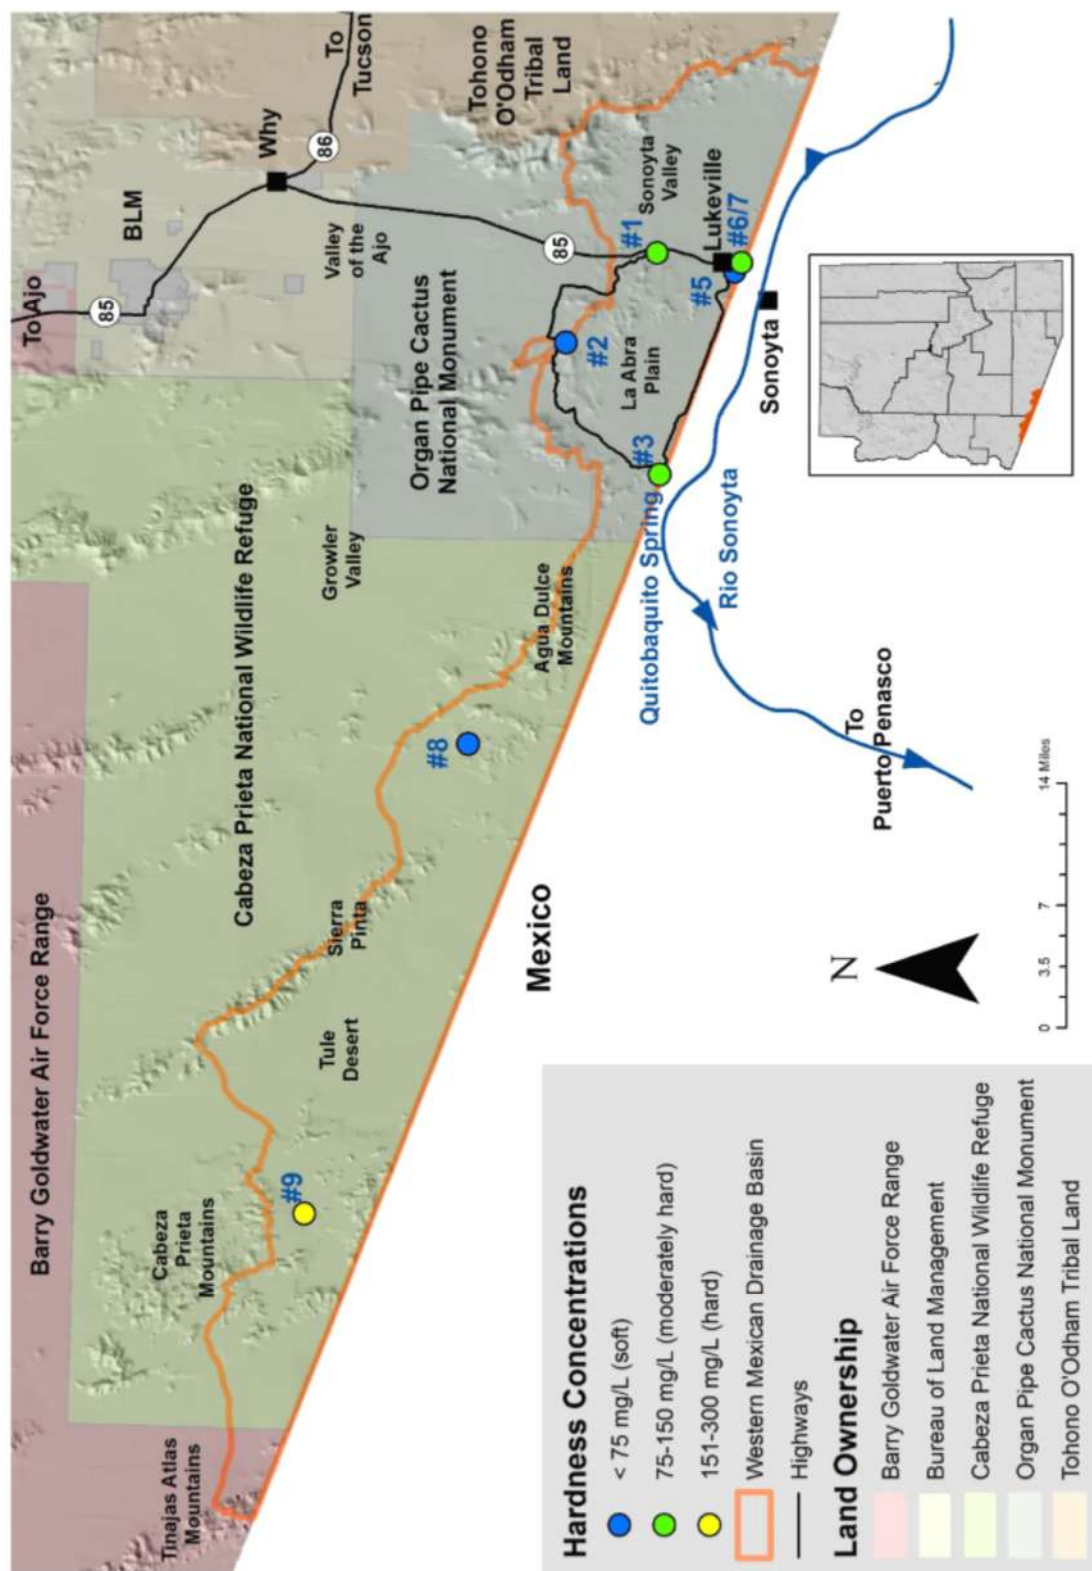 Barry Goldwater Air Force Range
To Ajo
85
BLM
Why
86
To
Tucson
Tinajas Atlas
Mountains
Cabeza
Prieta
Mountains
#9
Tule
Desert
Sierra
Pinta
Cabeza Prieta National Wildlife Refuge
Growler
Valley
Valley
of the
Ajo
Organ Pipe Cactus
National Monument
Tohono
O'Odham
Tribal
Land
85
#8
Agua Dulce
Mountains
#2
#1
Sonoyta
Valley
La Abra
Plain
#3
Quitobaquito Spring
Lukeville
#5
#6/7
Rio Sonoyta
Sonoyta
Mexico
To
Puerto Penasco
N
0
3.5
7
14 Miles
Hardness Concentrations
< 75 mg/L (soft)
75-150 mg/L (moderately hard)
151-300 mg/L (hard)
Western Mexican Drainage Basin
Highways
Land Ownership
Barry Goldwater Air Force Range
Bureau of Land Management
Cabeza Prieta National Wildlife Refuge
Organ Pipe Cactus National Monument
Tohono O'Odham Tribal Land